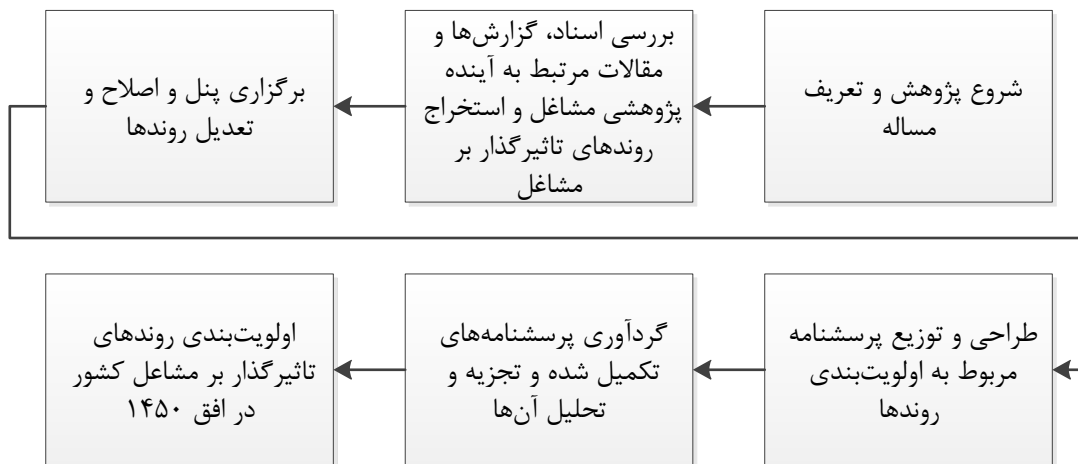 شروع پژوهش و تعریف
مساله
بررسی اسناد، گزارش‌ها و
مقالات مرتبط به آینده
پژوهشی مشاغل و استخراج
روندهای تاثیرگذار بر
مشاغل
برگزاری پنل و اصلاح و
تعدیل روندها
طراحی و توزیع پرسشنامه
مربوط به اولویت‌بندی
روندها
گردآوری پرسشنامه‌های
تکمیل شده و تجزیه و
تحلیل آن‌ها
اولویت‌بندی روندهای
تاثیرگذار بر مشاعل کشور
در افق ۱۴۵۰